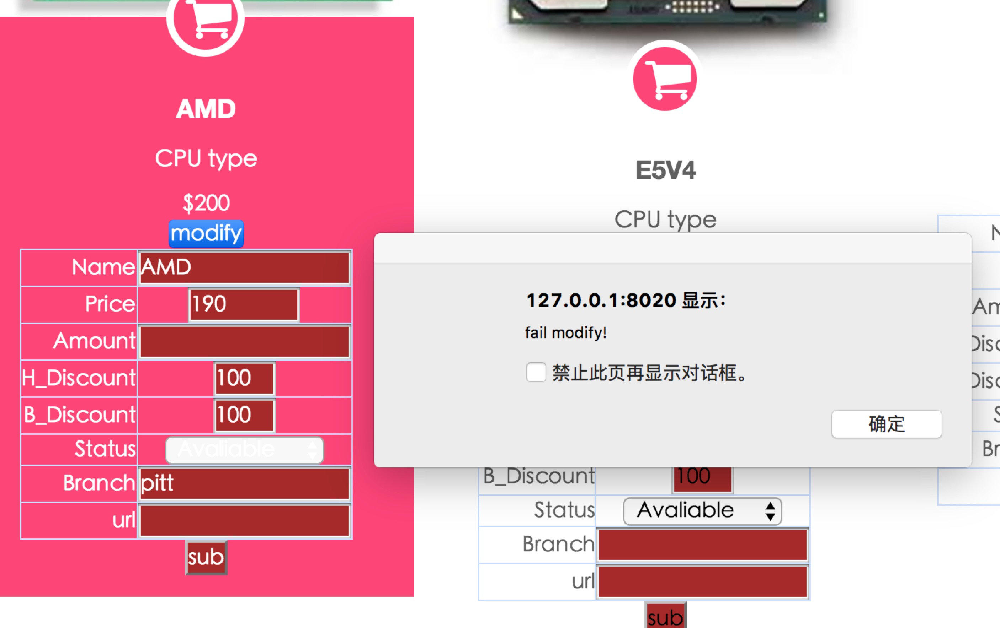 AMD
CPU type
$200
modify
Name AMD
Price 190
Amount
H_Discount 100
B_Discount 100
Status Avaliable
Branch pitt
url
sub
E5V4
CPU type
127.0.0.1:8020 显示：
fail modify!
禁止此页再显示对话框。
确定
B_Discount 100
Status Avaliable
Branch
url
sub
N
Am
Disc
Disc
S
Br